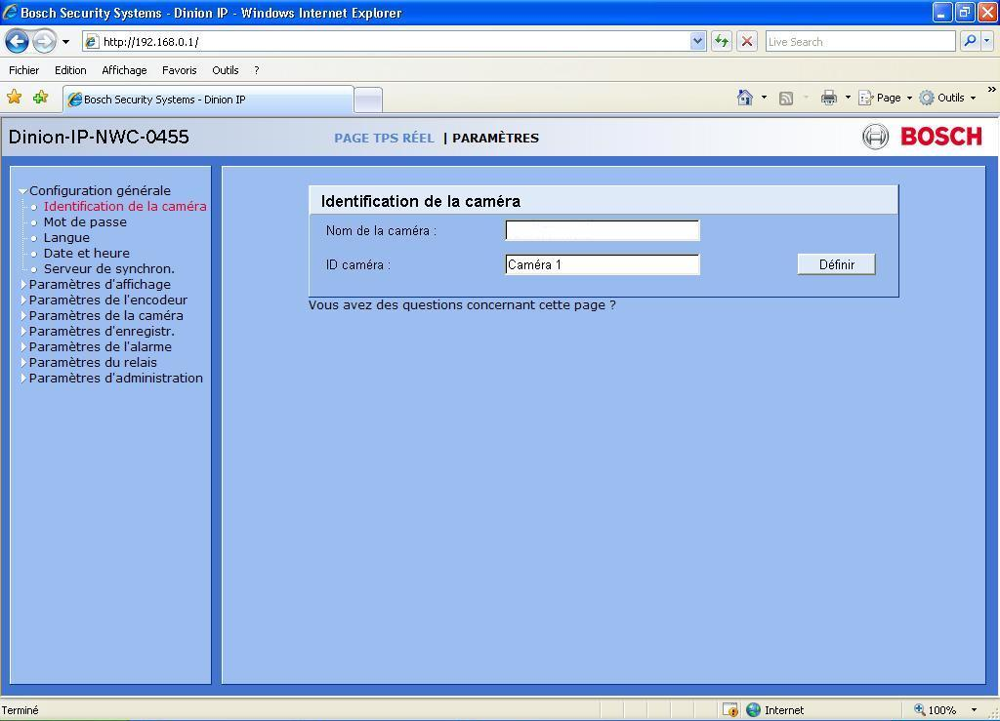 Bosch Security Systems - Dinion IP - Windows Internet Explorer
http://192.168.0.1/
Live Search
Fichier Edition Affichage Favoris Outils ?
Bosch Security Systems - Dinion IP
Page Outils »
Dinion-IP-NWC-0455
PAGE TPS RÉEL | PARAMÈTRES
BOSCH
Configuration générale
Identification de la caméra
Mot de passe
Langue
Date et heure
Serveur de synchron.
Paramètres d'affichage
Paramètres de l'encodeur
Paramètres de la caméra
Paramètres d'enregistr.
Paramètres de l'alarme
Paramètres du relais
Paramètres d'administration
Identification de la caméra
Nom de la caméra :
ID caméra : Caméra 1 Définir
Vous avez des questions concernant cette page ?
Terminé Internet 100%